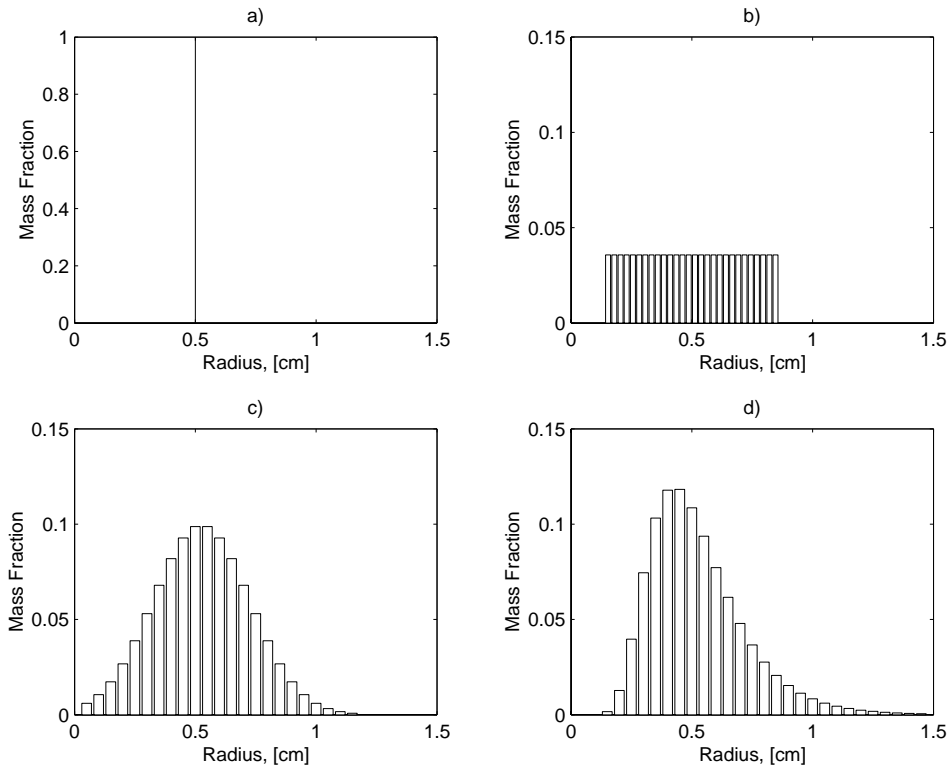 a)
1
0.8
0.6
0.4
0.2
0
Mass Fraction
0 0.5 1 1.5
Radius, [cm]
b)
0.15
0.1
0.05
0
Mass Fraction
0 0.5 1 1.5
Radius, [cm]
c)
0.15
0.1
0.05
0
Mass Fraction
0 0.5 1 1.5
Radius, [cm]
d)
0.15
0.1
0.05
0
Mass Fraction
0 0.5 1 1.5
Radius, [cm]